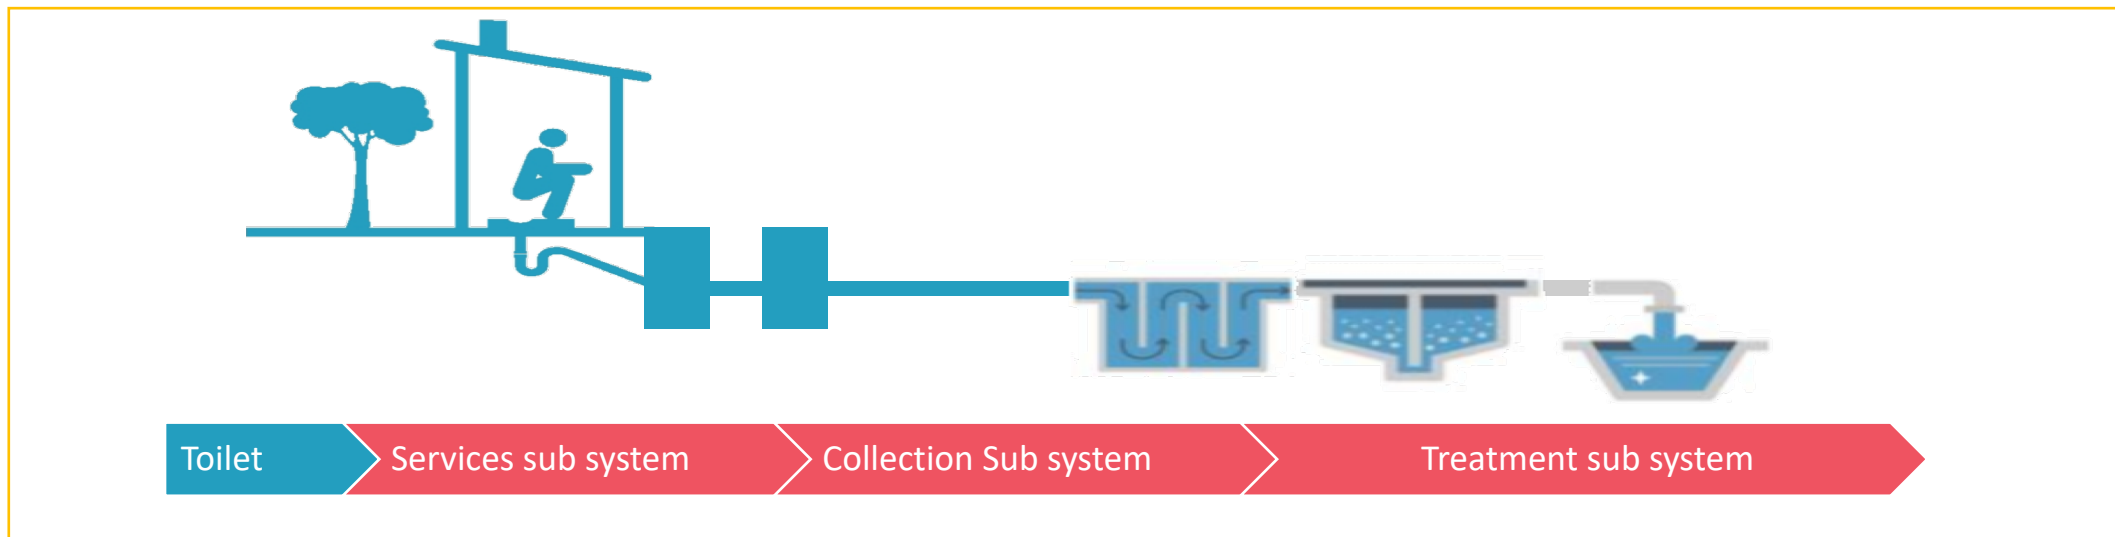 Toilet
Services sub system
Collection Sub system
Treatment sub system